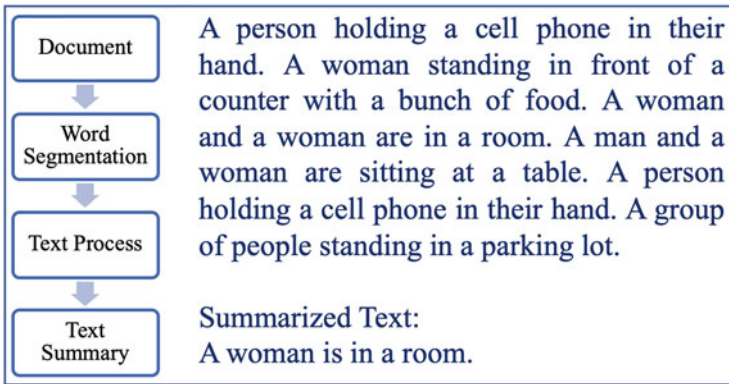 Document
Word
Segmentation
Text Process
Text
Summary
A person holding a cell phone in their
hand. A woman standing in front of a
counter with a bunch of food. A woman
and a woman are in a room. A man and a
woman are sitting at a table. A person
holding a cell phone in their hand. A group
of people standing in a parking lot.
Summarized Text:
A woman is in a room.